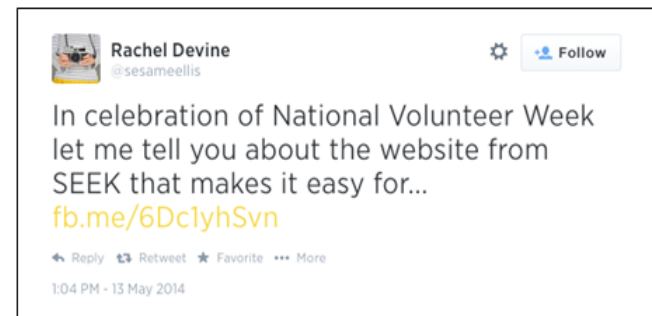 Rachel Devine
Follow
@sesameellis
In celebration of National Volunteer Week
let me tell you about the website from
SEEK that makes it easy for...
fb.me/6Dc1yhSvn
Reply Retweet Favorite More
1:04 PM - 13 May 2014